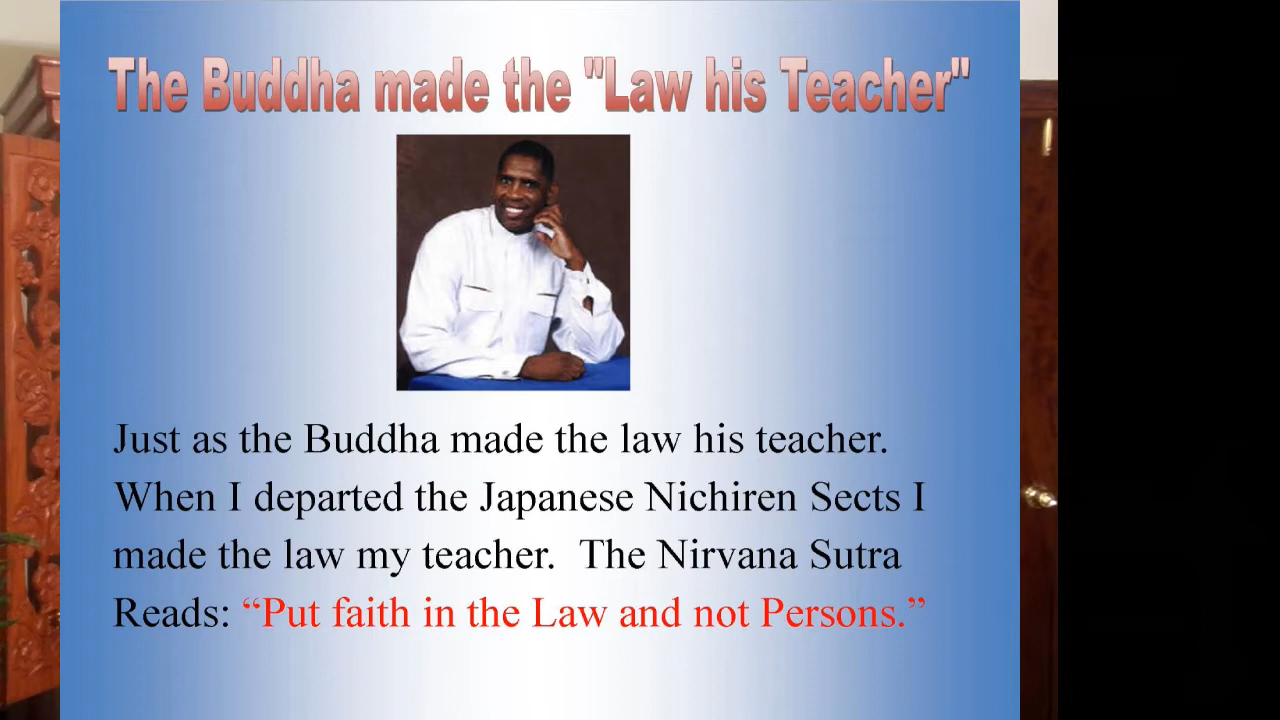 The Buddha made the "Law his Teacher"
Just as the Buddha made the law his teacher.
When I departed the Japanese Nichiren Sects I
made the law my teacher.  The Nirvana Sutra
Reads: “Put faith in the Law and not Persons.”